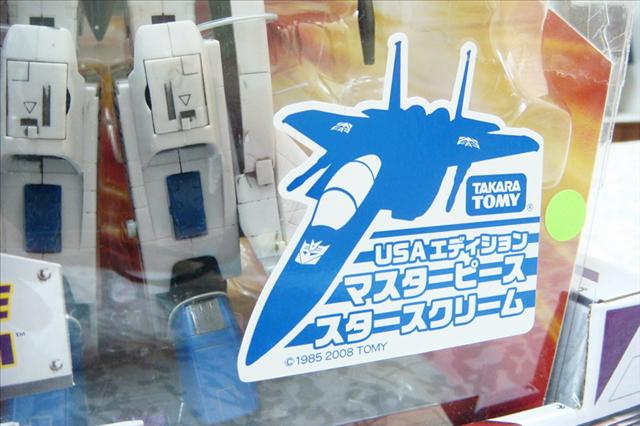 TAKARA
TOMY®
USAエディション
マスターピース
スタースクリーム
©1985 2008 TOMY
TM